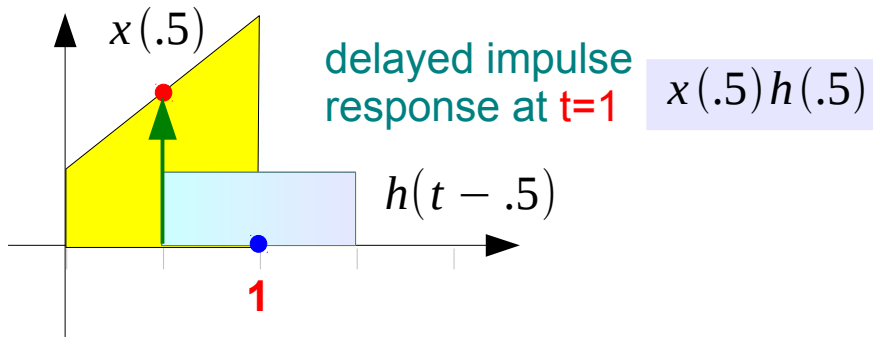 x(.5)
delayed impulse
response at t=1
x(.5)h(.5)
h(t − .5)
1